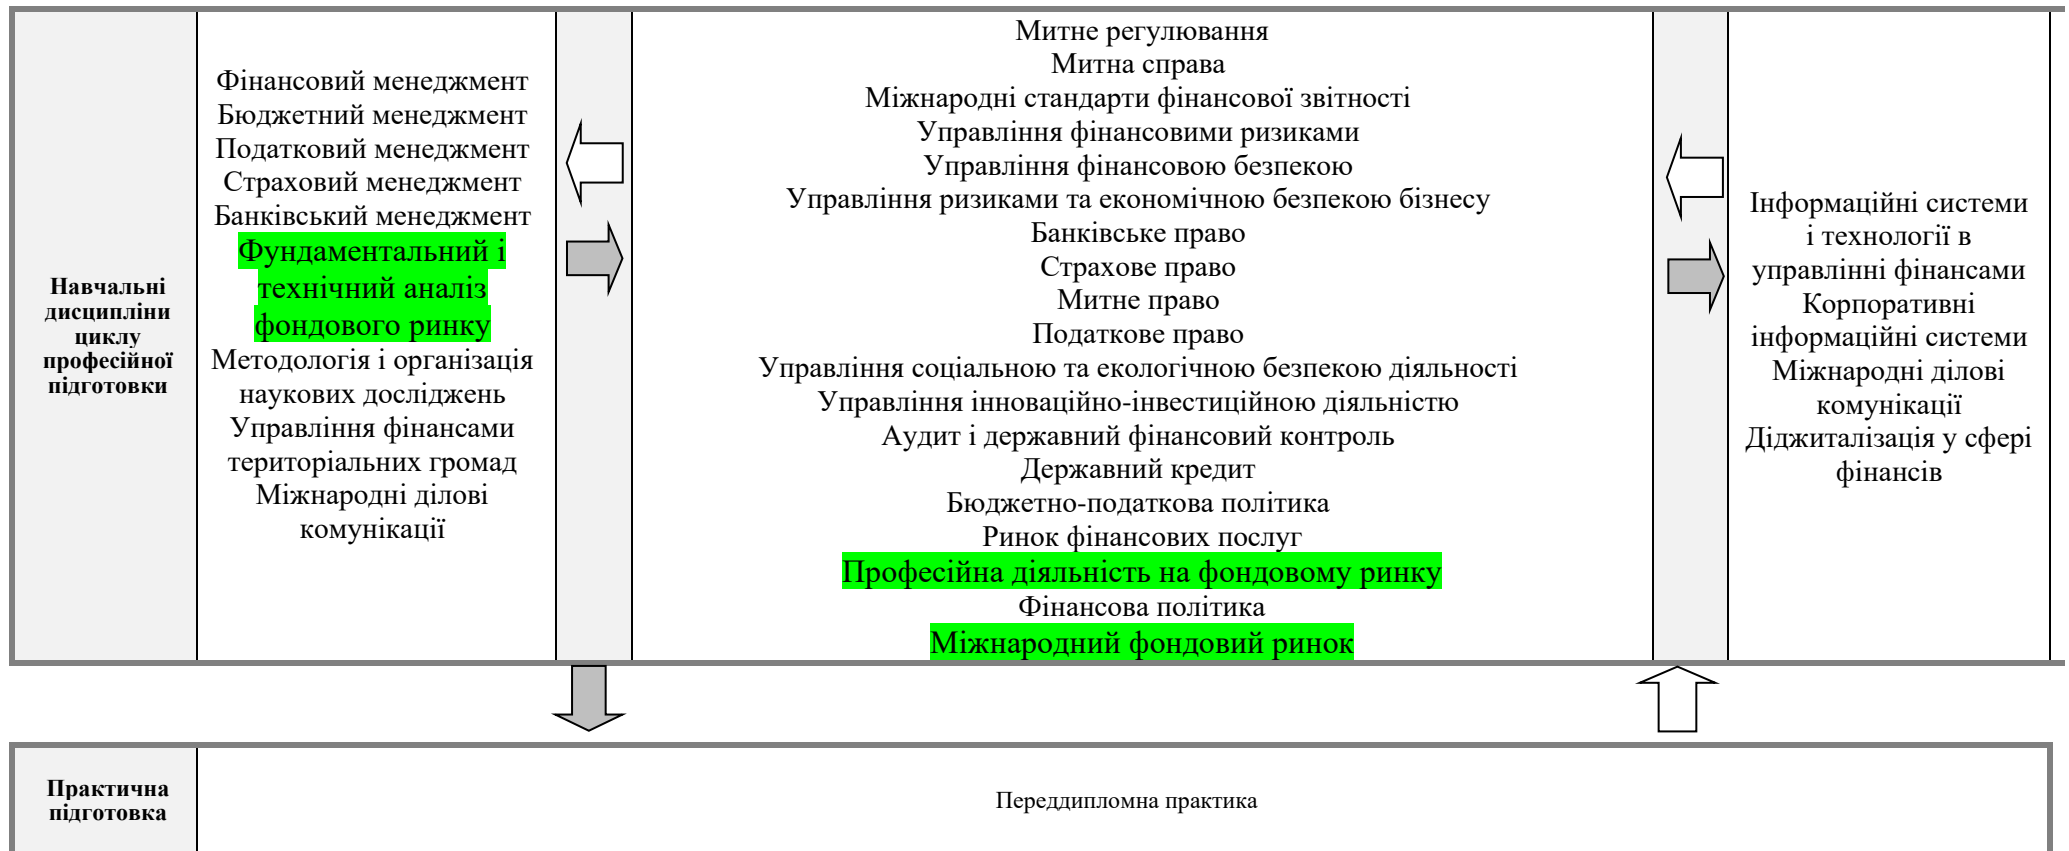 Навчальні
дисципліни
циклу
професійної
підготовки
Фінансовий менеджмент
Бюджетний менеджмент
Податковий менеджмент
Страховий менеджмент
Банківський менеджмент
Фундаментальний і
технічний аналіз
фондового ринку
Методологія і організація
наукових досліджень
Управління фінансами
територіальних громад
Міжнародні ділові
комунікації
Митне регулювання
Митна справа
Міжнародні стандарти фінансової звітності
Управління фінансовими ризиками
Управління фінансовою безпекою
Управління ризиками та економічною безпекою бізнесу
Банківське право
Страхове право
Митне право
Податкове право
Управління соціальною та екологічною безпекою діяльності
Управління інноваційно-інвестиційною діяльністю
Аудит і державний фінансовий контроль
Державний кредит
Бюджетно-податкова політика
Ринок фінансових послуг
Професійна діяльність на фондовому ринку
Фінансова політика
Міжнародний фондовий ринок
Інформаційні системи
і технології в
управлінні фінансами
Корпоративні
інформаційні системи
Міжнародні ділові
комунікації
Діджиталізація у сфері
фінансів
Практична
підготовка
Переддипломна практика